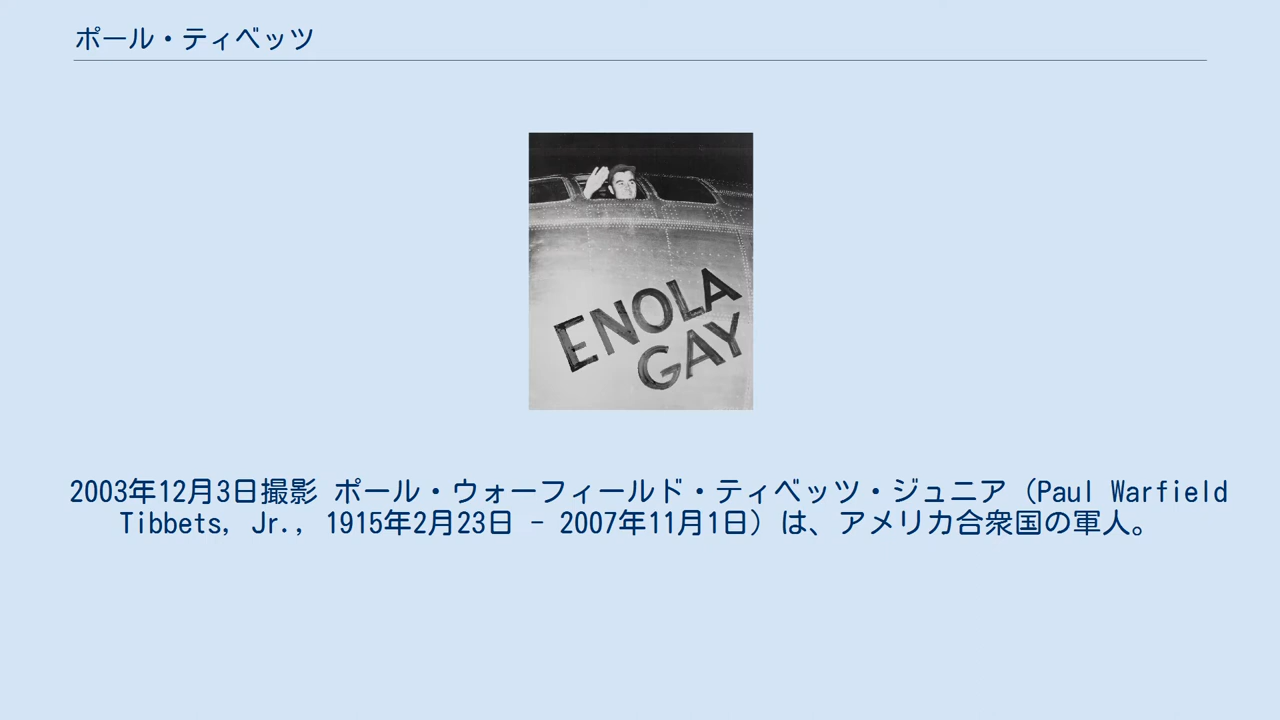 ポール・ティベッツ
ENOLA
GAY
2003年12月3日撮影 ポール・ウォーフィールド・ティベッツ・ジュニア（Paul Warfield
Tibbets, Jr., 1915年2月23日 - 2007年11月1日）は、アメリカ合衆国の軍人。